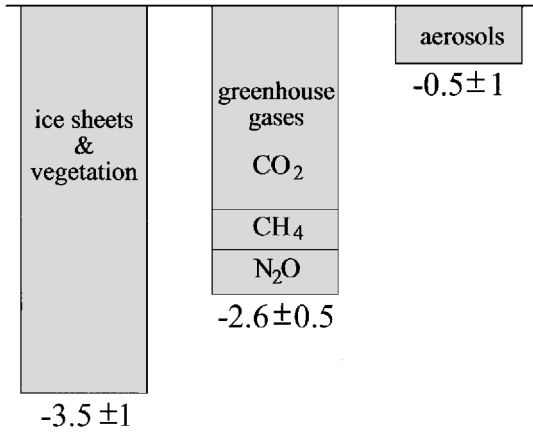 ice sheets
&
vegetation
-3.5 ±1
greenhouse
gases
CO₂
CH₄
N₂O
-2.6±0.5
aerosols
-0.5±1